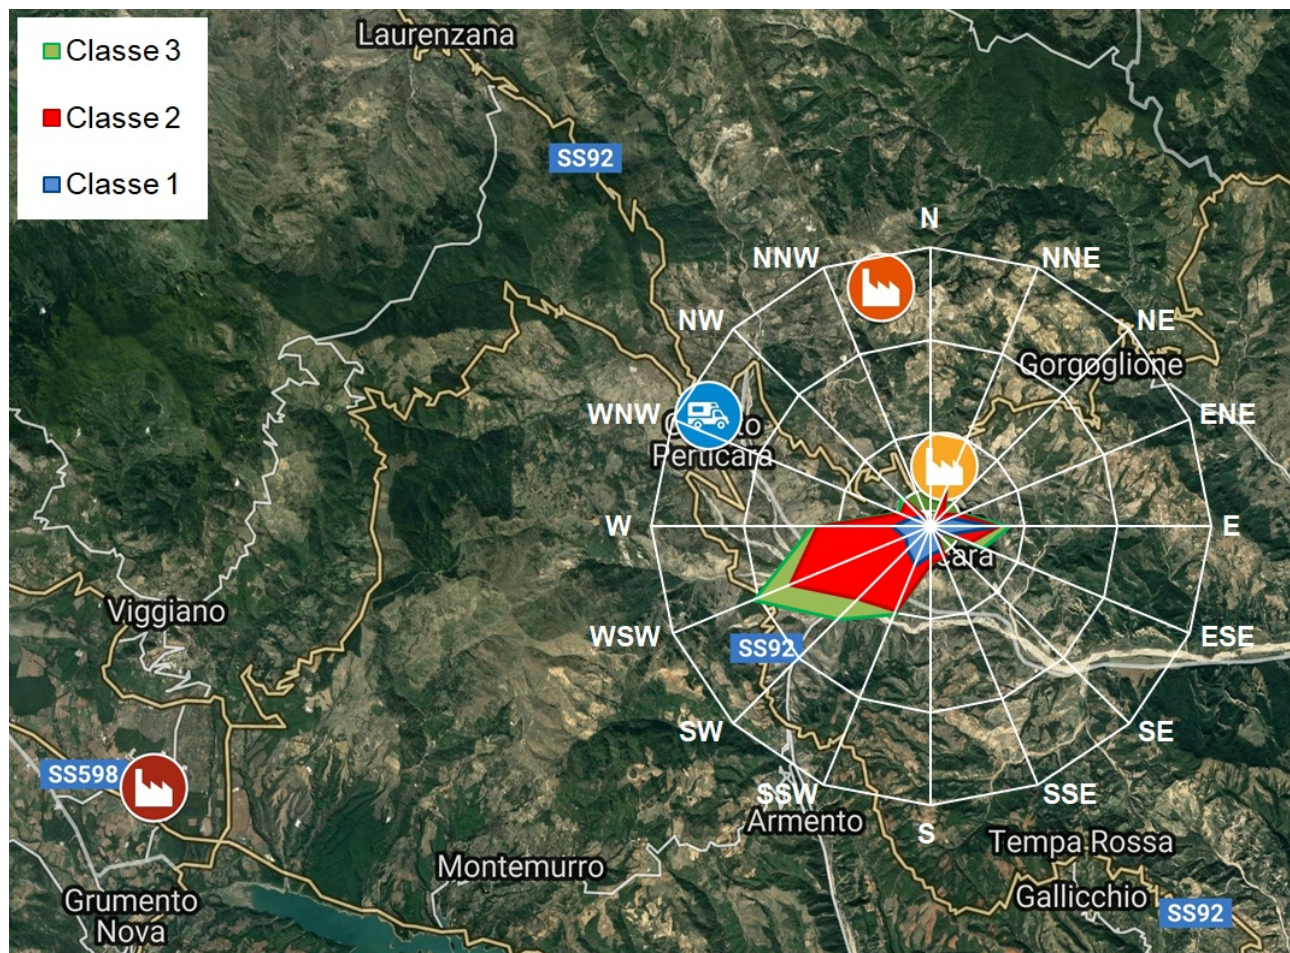 Classe 3
Classe 2
Classe 1
Laurenzana
SS92
N
NNW
NNE
NW
NE
Gorgoglione
WNW
ENE
Perticara
W
E
cara
Viggiano
WSW
ESE
SS92
SW
SE
SS598
SSW
SSE
Armento
S
Tempa Rossa
Montemurro
Gallicchio
Grumento
Nova
SS92